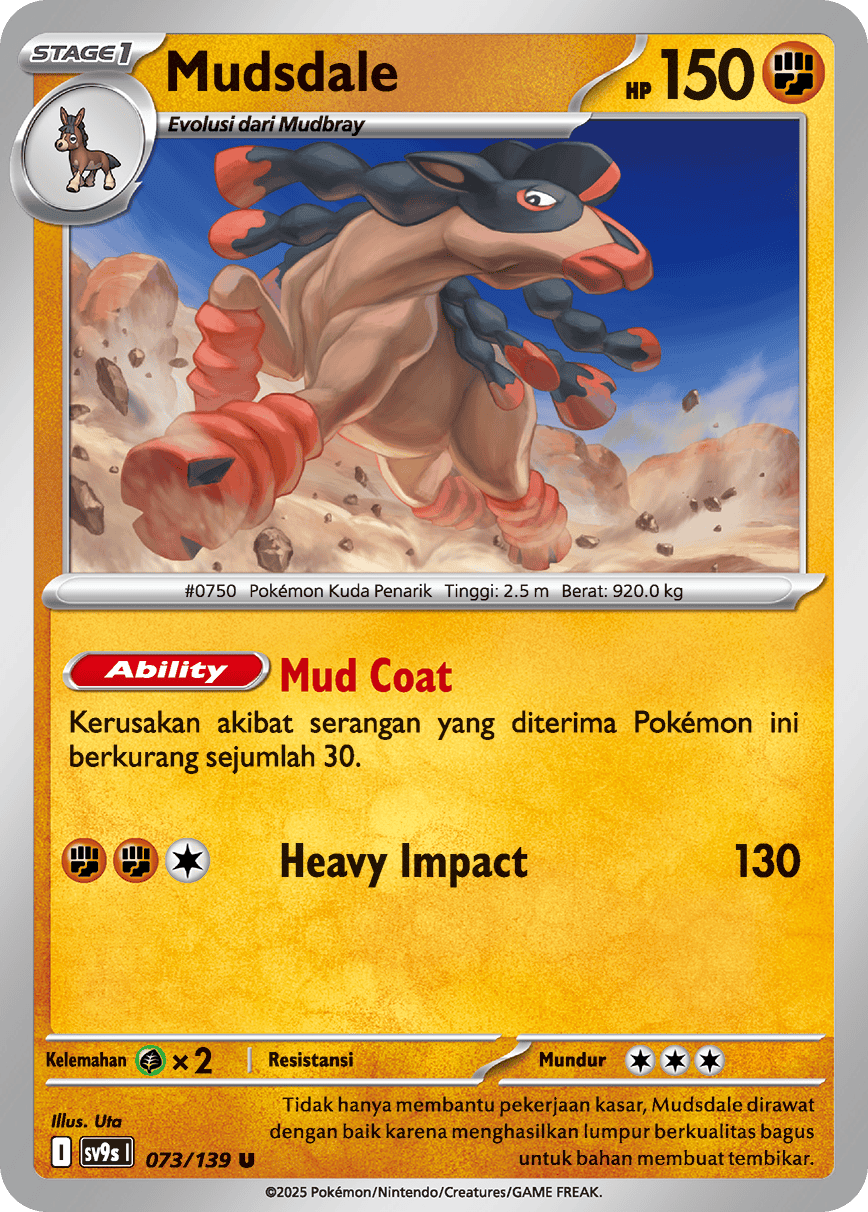 STAGE 1
Mudsdale
HP 150
Evolusi dari Mudbray
#0750 Pokémon Kuda Penarik Tinggi: 2.5 m Berat: 920.0 kg
Ability Mud Coat
Kerusakan akibat serangan yang diterima Pokémon ini
berkurang sejumlah 30.
Heavy Impact 130
Kelemahan ×2 Resistansi Mundur
Illus. Uta
Tidak hanya membantu pekerjaan kasar, Mudsdale dirawat
dengan baik karena menghasilkan lumpur berkualitas bagus
untuk bahan membuat tembikar.
I sv9s I 073/139 U
©2025 Pokémon/Nintendo/Creatures/GAME FREAK.